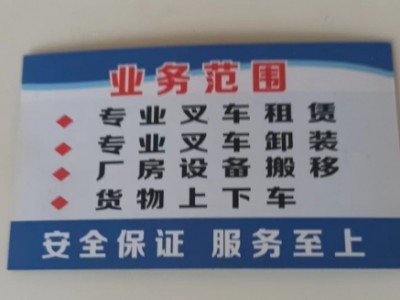 业务范围
专业叉车租赁
专业叉车卸装
厂房设备搬移
货物上下车
安全保证 服务至上